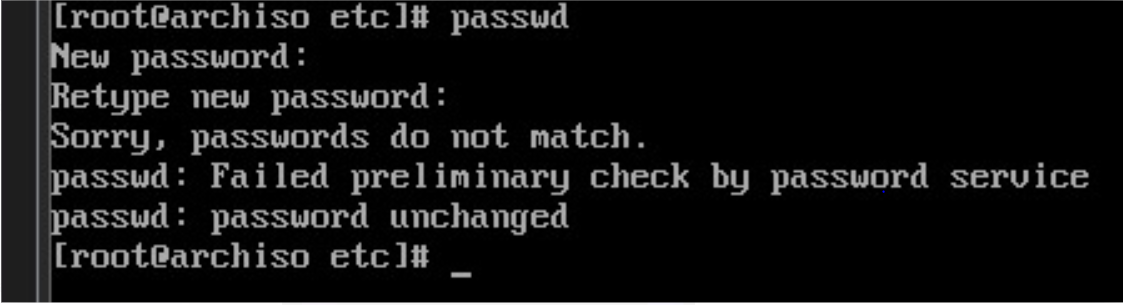 [root@archiso etc]# passwd
New password:
Retype new password:
Sorry, passwords do not match.
passwd: Failed preliminary check by password service
passwd: password unchanged
[root@archiso etc]# _